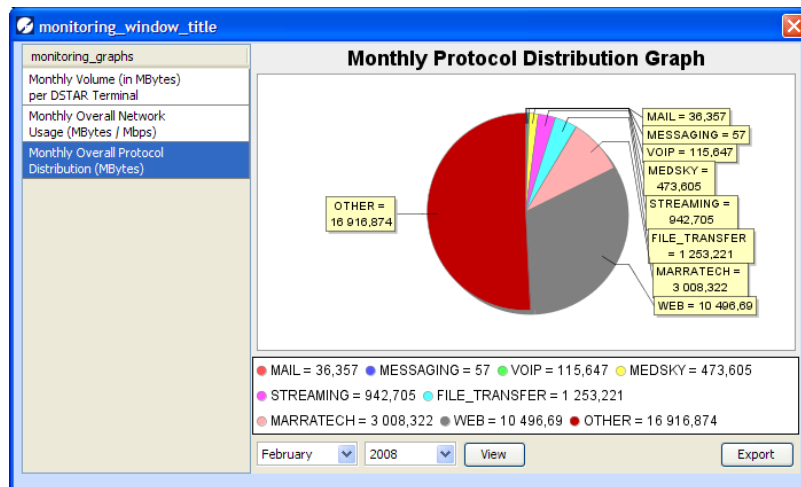 monitoring_window_title
monitoring_graphs
Monthly Volume (in MBytes)
per DSTAR Terminal
Monthly Overall Network
Usage (MBytes / Mbps)
Monthly Overall Protocol
Distribution (MBytes)
Monthly Protocol Distribution Graph
MAIL = 36,357
MESSAGING = 57
VOIP = 115,647
MEDSKY =
473,605
STREAMING =
942,705
FILE_TRANSFER
= 1 253,221
MARRATECH =
3 008,322
WEB = 10 496,69
OTHER =
16 916,874
MAIL = 36,357 MESSAGING = 57 VOIP = 115,647 MEDSKY = 473,605
STREAMING = 942,705 FILE_TRANSFER = 1 253,221
MARRATECH = 3 008,322 WEB = 10 496,69 OTHER = 16 916,874
February 2008 View Export